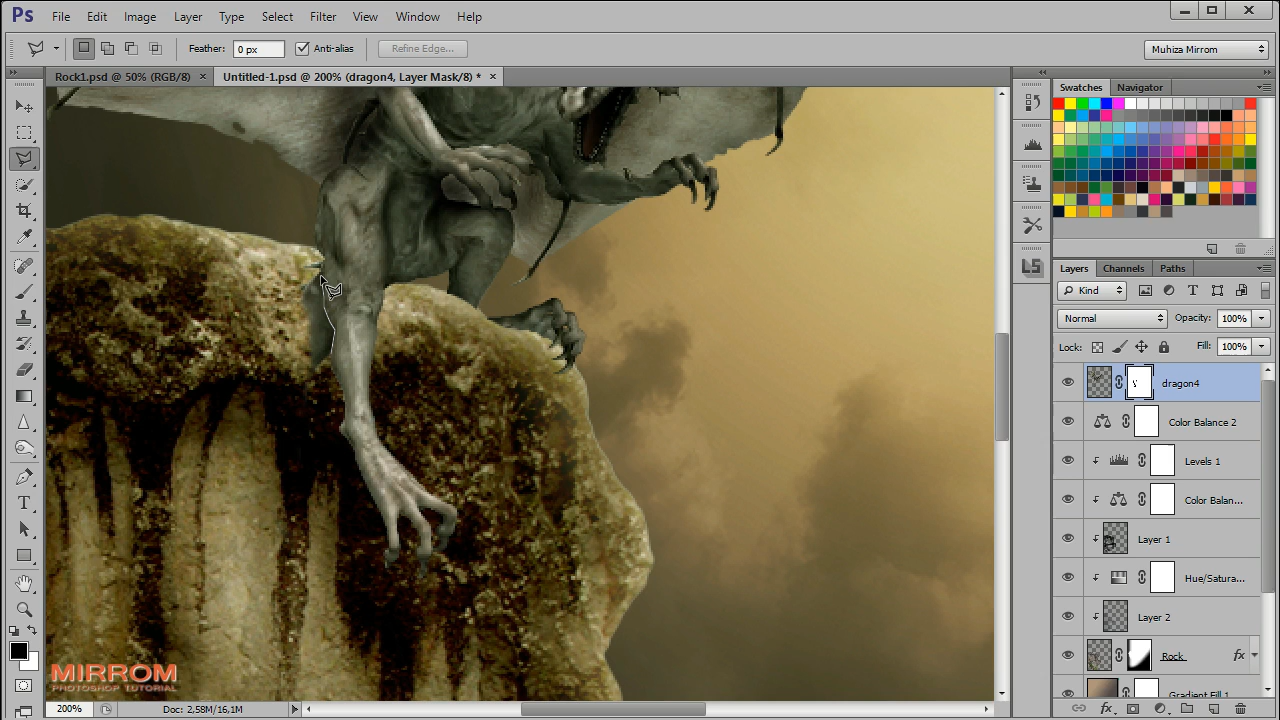 Ps File Edit Image Layer Type Select Filter View Window Help
Feather: 0 px Anti-alias Refine Edge... Muhiza Mirrom
Rock1.psd @ 50% (RGB/8) × Untitled-1.psd @ 200% (dragon4, Layer Mask/8) * ×
Swatches Navigator
Layers Channels Paths
Kind
Normal Opacity: 100%
Lock: Fill: 100%
dragon4
Color Balance 2
Levels 1
Color Balan...
Layer 1
Hue/Satura...
Layer 2
Rock fx
Gradient Fill 1
MIRROM
PHOTOSHOP TUTORIAL
200% Doc: 2,58M/16,1M